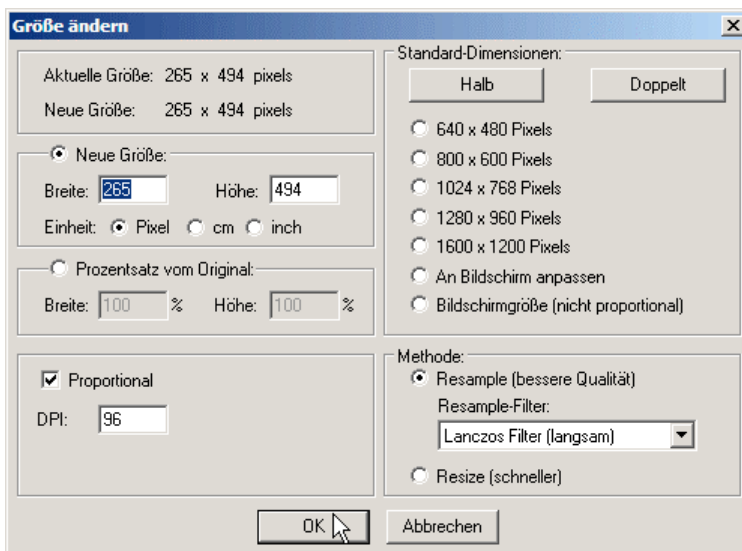 Größe ändern
Aktuelle Größe: 265 x 494 pixels
Neue Größe: 265 x 494 pixels
Neue Größe:
Breite: 265 Höhe: 494
Einheit: Pixel cm inch
Prozentsatz vom Original:
Breite: 100 % Höhe: 100 %
Proportional
DPI: 96
Standard-Dimensionen:
Halb Doppelt
640 x 480 Pixels
800 x 600 Pixels
1024 x 768 Pixels
1280 x 960 Pixels
1600 x 1200 Pixels
An Bildschirm anpassen
Bildschirmgröße (nicht proportional)
Methode:
Resample (bessere Qualität)
Resample-Filter:
Lanczos Filter (langsam)
Resize (schneller)
OK Abbrechen